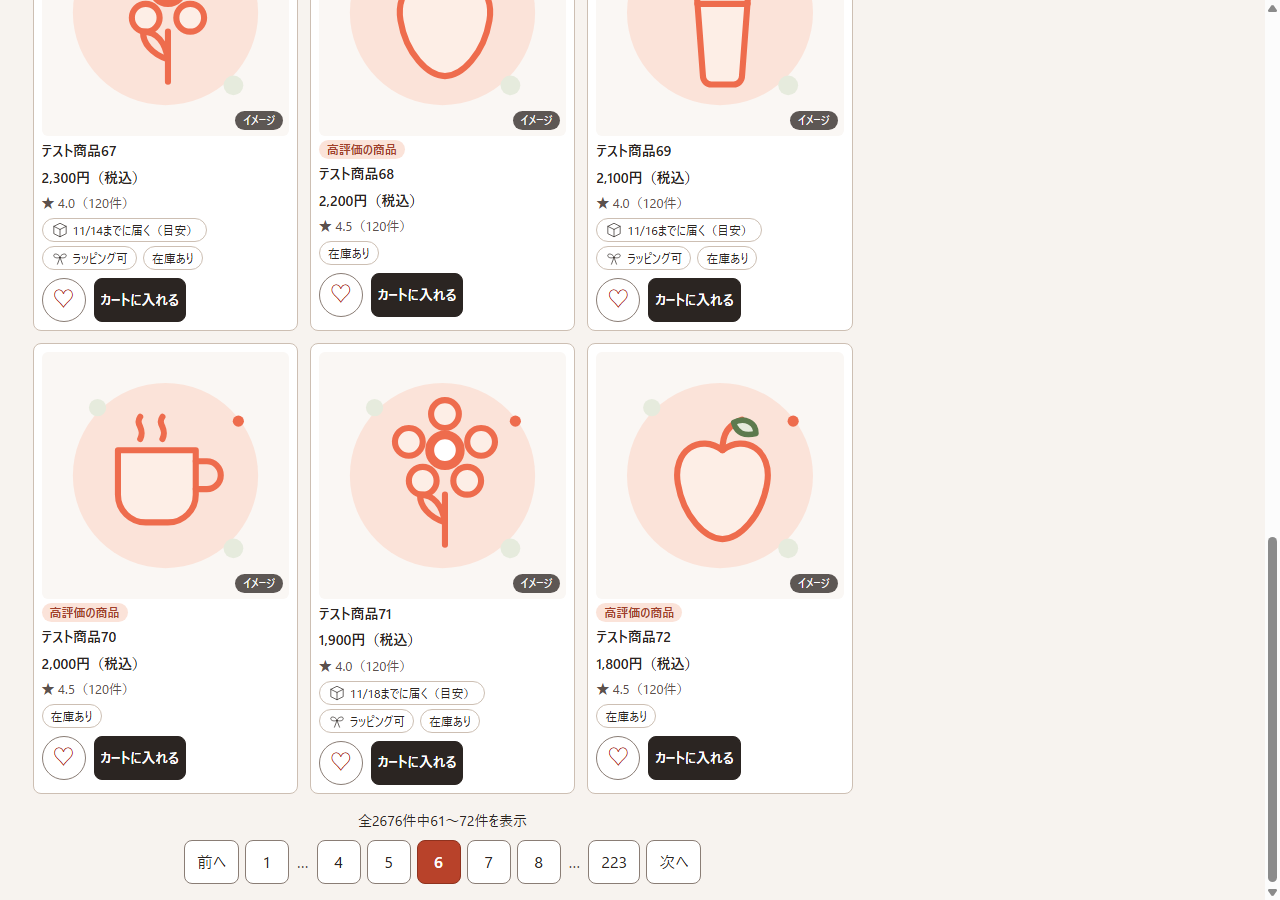 イメージ
イメージ
イメージ
テスト商品67
2,300円（税込）
★ 4.0（120件）
11/14までに届く（目安）
ラッピング可
在庫あり
カートに入れる
高評価の商品
テスト商品68
2,200円（税込）
★ 4.5（120件）
在庫あり
カートに入れる
テスト商品69
2,100円（税込）
★ 4.0（120件）
11/16までに届く（目安）
ラッピング可
在庫あり
カートに入れる
イメージ
高評価の商品
テスト商品70
2,000円（税込）
★ 4.5（120件）
在庫あり
カートに入れる
イメージ
テスト商品71
1,900円（税込）
★ 4.0（120件）
11/18までに届く（目安）
ラッピング可
在庫あり
カートに入れる
イメージ
高評価の商品
テスト商品72
1,800円（税込）
★ 4.5（120件）
在庫あり
カートに入れる
全2676件中61～72件を表示
前へ 1 … 4 5 6 7 8 … 223 次へ